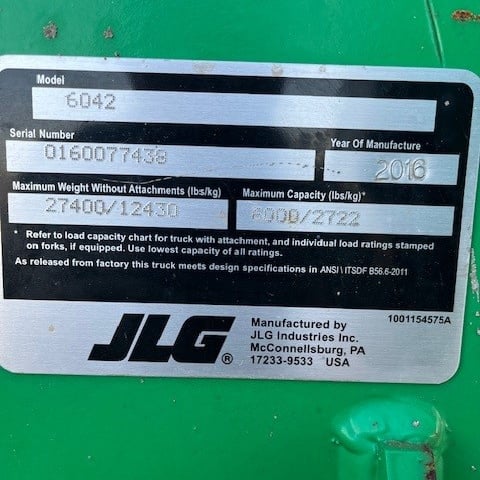 Model
6042
Serial Number
Year Of Manufacture
0160077438
2016
Maximum Weight Without Attachments (lbs/kg)
Maximum Capacity (lbs/kg)*
27400/12430
6000/2722
* Refer to load capacity chart for truck with attachment, and individual load ratings stamped
on forks, if equipped. Use lowest capacity of all ratings.
As released from factory this truck meets design specifications in ANSI \ ITSDF B56.6-2011
JLG®
Manufactured by
JLG Industries Inc.
McConnellsburg, PA
17233-9533 USA
1001154575A